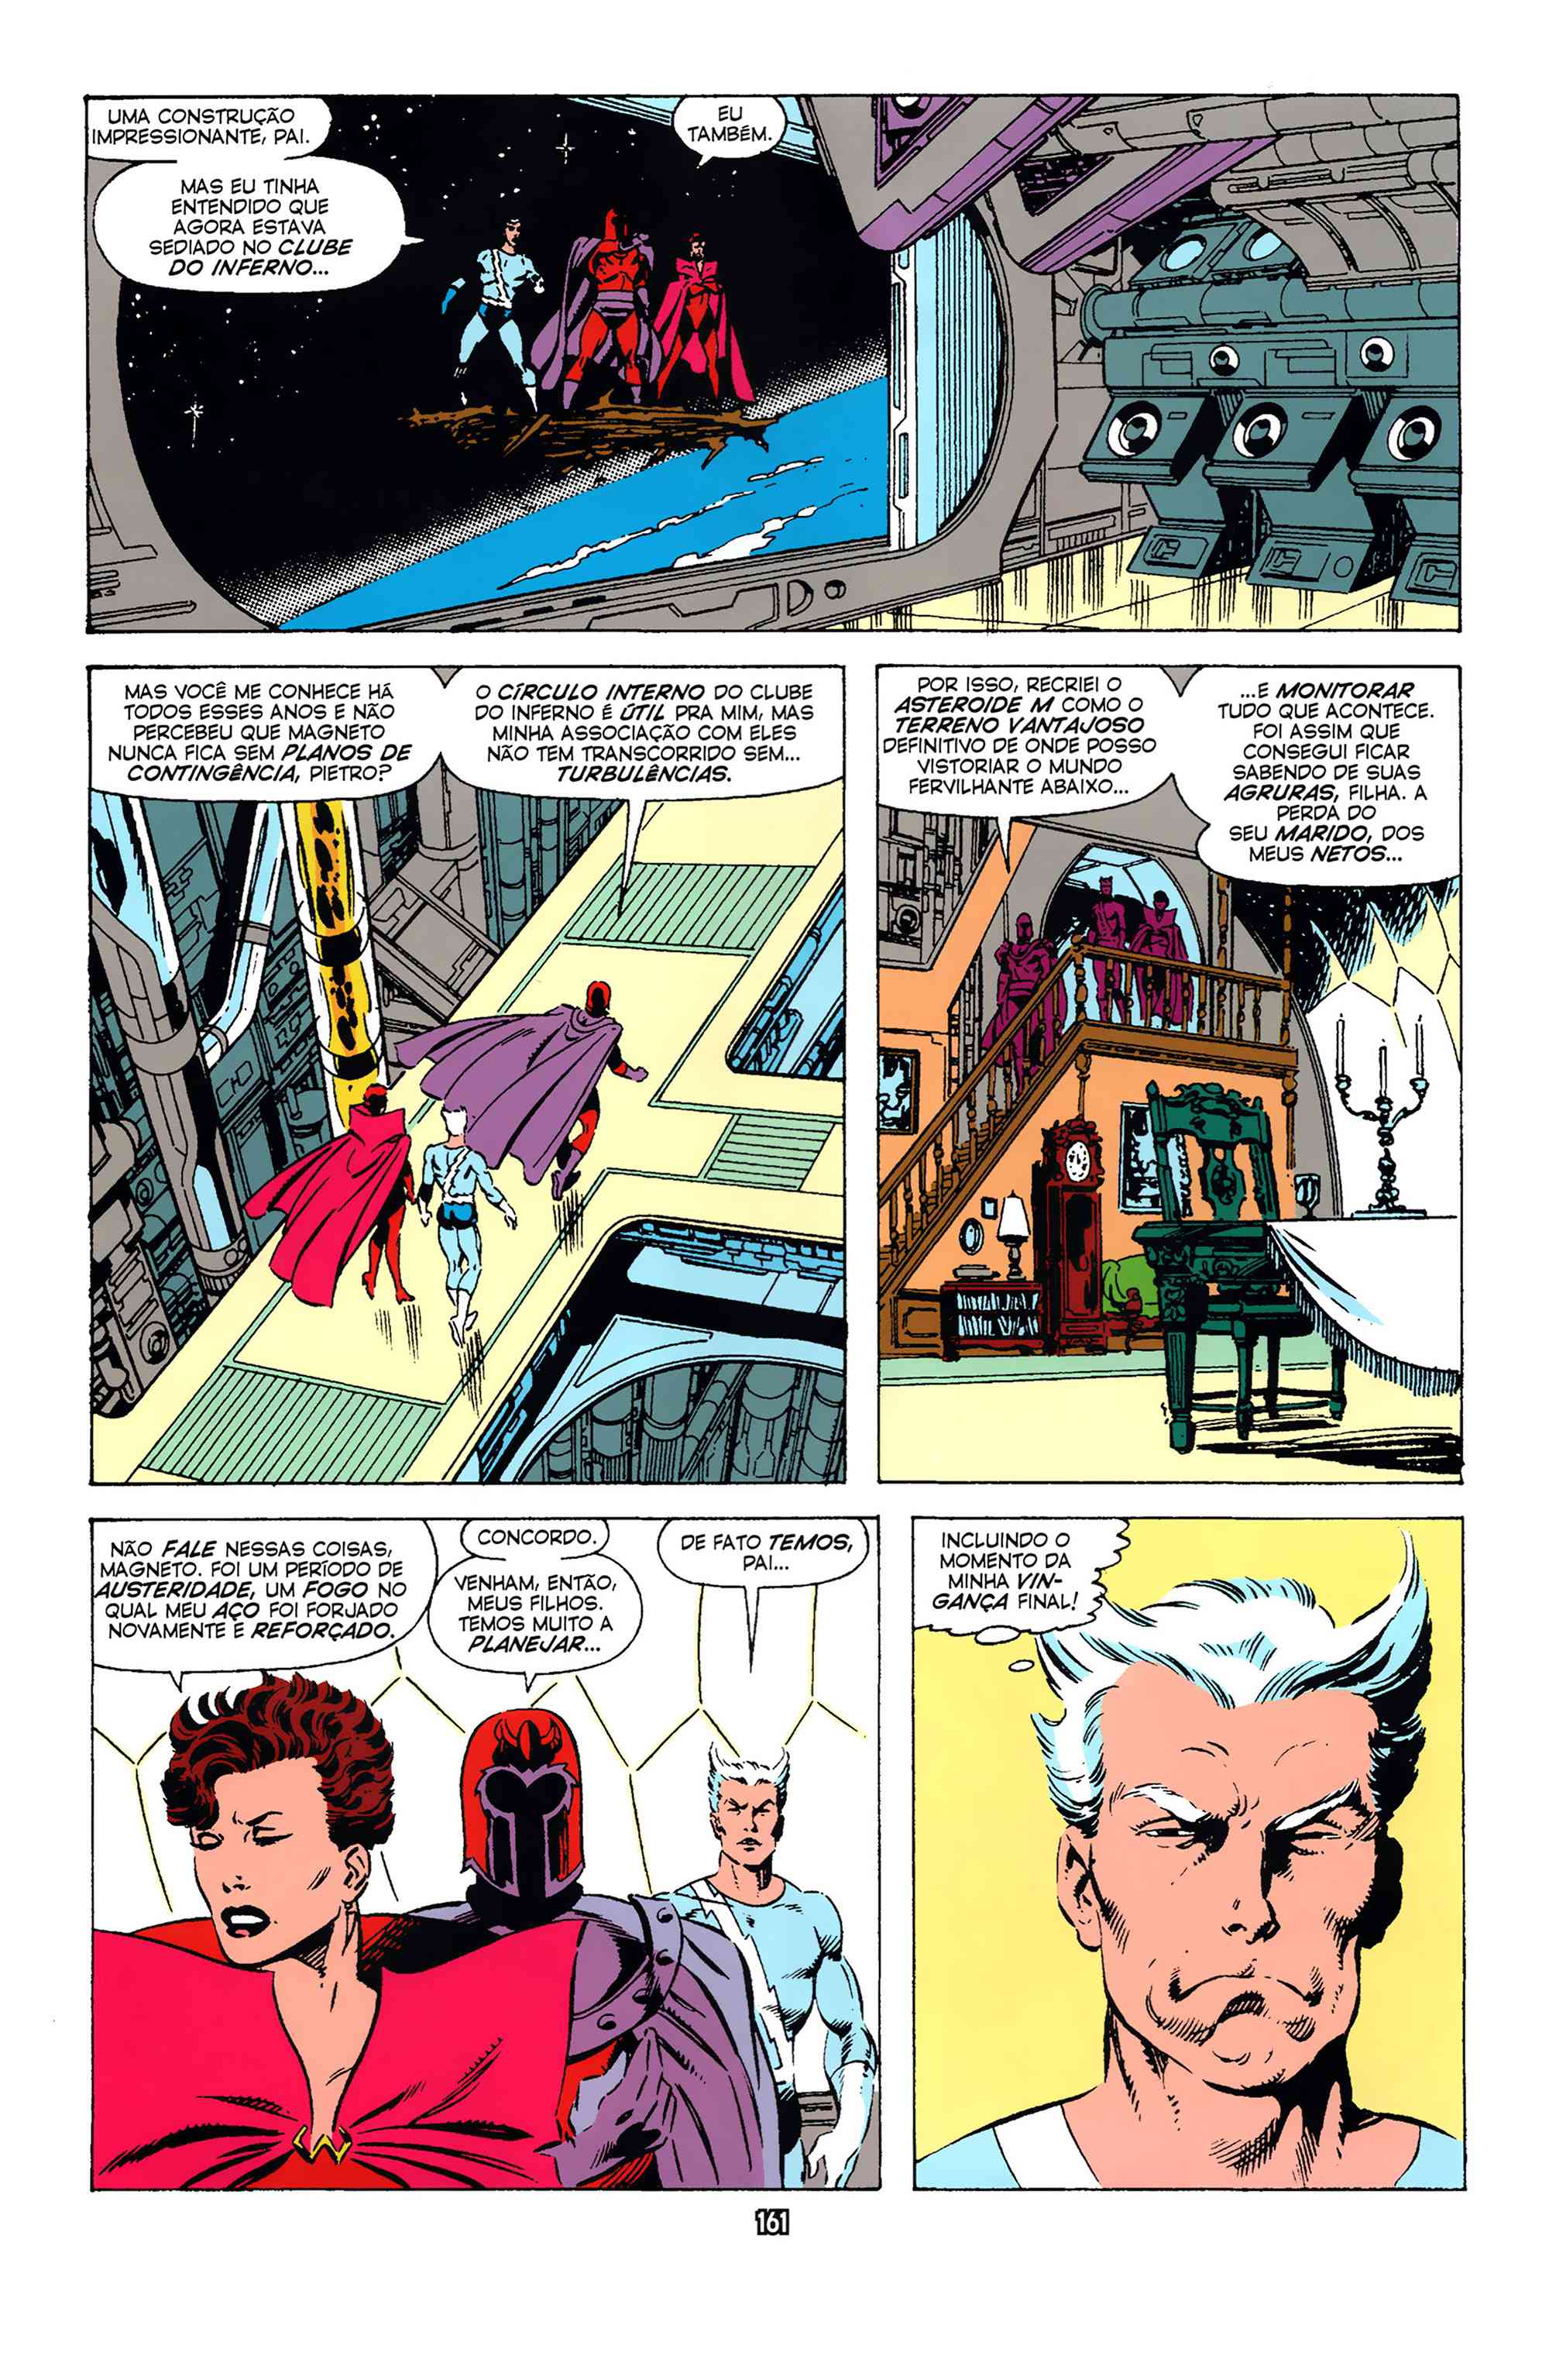 UMA CONSTRUÇÃO
IMPRESSIONANTE, PAI.
MAS EU TINHA
ENTENDIDO QUE
AGORA ESTAVA
SEDIADO NO CLUBE
DO INFERNO...
EU
TAMBÉM.
MAS VOCÊ ME CONHECE HÁ
TODOS ESSES ANOS E NÃO
PERCEBEU QUE MAGNETO
NUNCA FICA SEM PLANOS DE
CONTINGÊNCIA, PIETRO?
O CÍRCULO INTERNO DO CLUBE
DO INFERNO É ÚTIL PRA MIM, MAS
MINHA ASSOCIAÇÃO COM ELES
NÃO TEM TRANSCORRIDO SEM...
TURBULÊNCIAS.
POR ISSO, RECRIEI O
ASTEROIDE M COMO O
TERRENO VANTAJOSO
DEFINITIVO DE ONDE POSSO
VISTORIAR O MUNDO
FERVILHANTE ABAIXO...
...E MONITORAR
TUDO QUE ACONTECE.
FOI ASSIM QUE
CONSEGUI FICAR
SABENDO DE SUAS
AGRURAS, FILHA. A
PERDA DO
SEU MARIDO, DOS
MEUS NETOS...
NÃO FALE NESSAS COISAS,
MAGNETO. FOI UM PERÍODO DE
AUSTERIDADE, UM FOGO NO
QUAL MEU AÇO FOI FORJADO
NOVAMENTE E REFORÇADO.
CONCORDO.
VENHAM, ENTÃO,
MEUS FILHOS.
TEMOS MUITO A
PLANEJAR...
DE FATO TEMOS,
PAI...
INCLUINDO O
MOMENTO DA
MINHA VIN-
GANÇA FINAL!
161